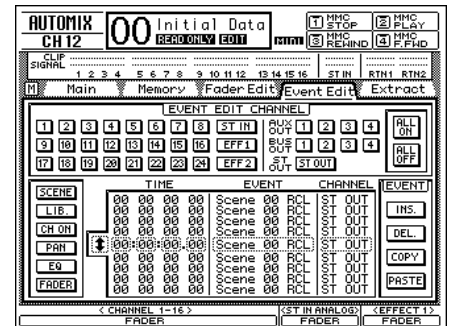 AUTOMIX
CH 12
00 Initial Data
READ ONLY EDIT
MIDI
1 MMC STOP
2 MMC PLAY
3 MMC REWIND
4 MMC F.FWD
CLIP
SIGNAL
1 2 3 4 5 6 7 8 9 10 11 12 13 14 15 16 ST IN RTN1 RTN2
M Main Memory Fader Edit Event Edit Extract
EVENT EDIT CHANNEL
1 2 3 4 5 6 7 8 ST IN AUX OUT 1 2 3 4 ALL ON
9 10 11 12 13 14 15 16 EFF1 BUS OUT 1 2 3 4
17 18 19 20 21 22 23 24 EFF2 ST OUT ST OUT ALL OFF
TIME EVENT CHANNEL EVENT
SCENE
LIB.
CH ON
PAN
EQ
FADER
00 00 00 00 Scene 00 RCL ST OUT
00 00 00 00 Scene 00 RCL ST OUT
00 00 00 00 Scene 00 RCL ST OUT
00 00 00 00 Scene 00 RCL ST OUT
00:00:00.00 Scene 00 RCL ST OUT
00 00 00 00 Scene 00 RCL ST OUT
00 00 00 00 Scene 00 RCL ST OUT
00 00 00 00 Scene 00 RCL ST OUT
00 00 00 00 Scene 00 RCL ST OUT
INS.
DEL.
COPY
PASTE
< CHANNEL 1-16 > <ST IN ANALOG> <EFFECT 1>
FADER FADER FADER